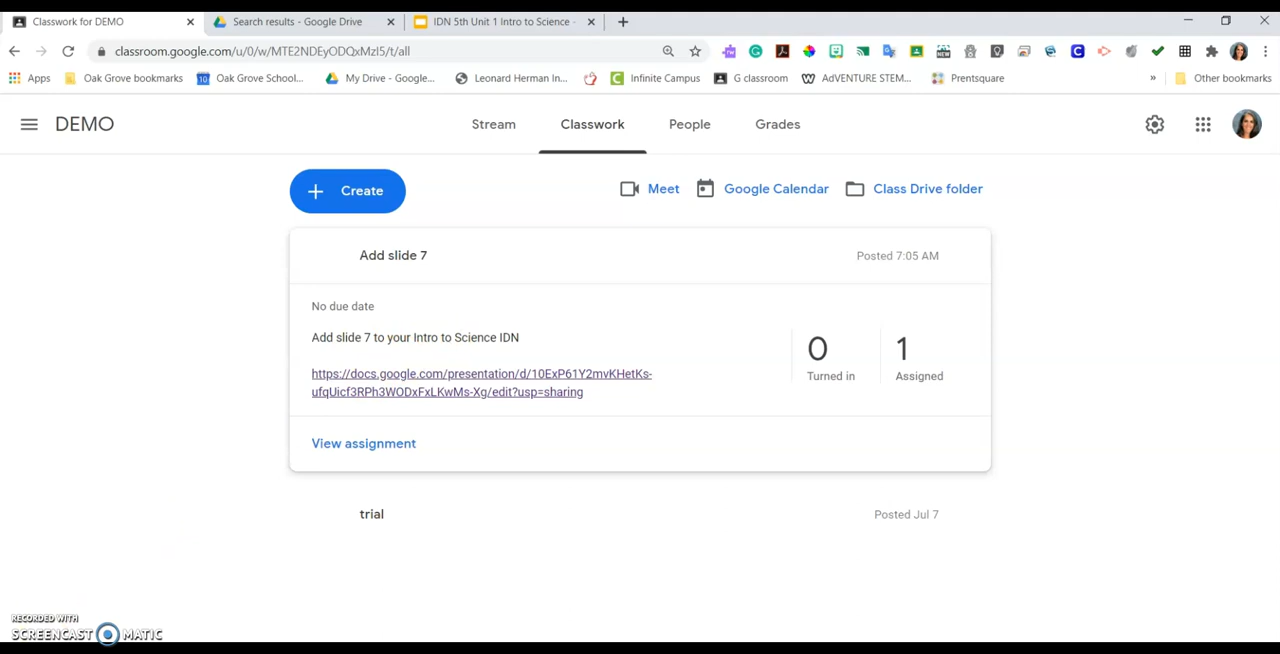 Classwork for DEMO
Search results - Google Drive
IDN 5th Unit 1 Intro to Science -
classroom.google.com/u/0/w/MTE2NDEyODQxMzI5/t/all
Apps
Oak Grove bookmarks
10 Oak Grove School...
My Drive - Google...
Leonard Herman In...
Infinite Campus
G classroom
AdVENTURE STEM...
Prentsquare
»
Other bookmarks
DEMO
Stream
Classwork
People
Grades
Create
Meet
Google Calendar
Class Drive folder
Add slide 7
Posted 7:05 AM
No due date
Add slide 7 to your Intro to Science IDN
0
1
Turned in
Assigned
https://docs.google.com/presentation/d/10ExP61Y2mvKHetKs-
ufqUicf3RPh3WODxFxLKwMs-Xg/edit?usp=sharing
View assignment
trial
Posted Jul 7
RECORDED WITH
SCREENCAST MATIC